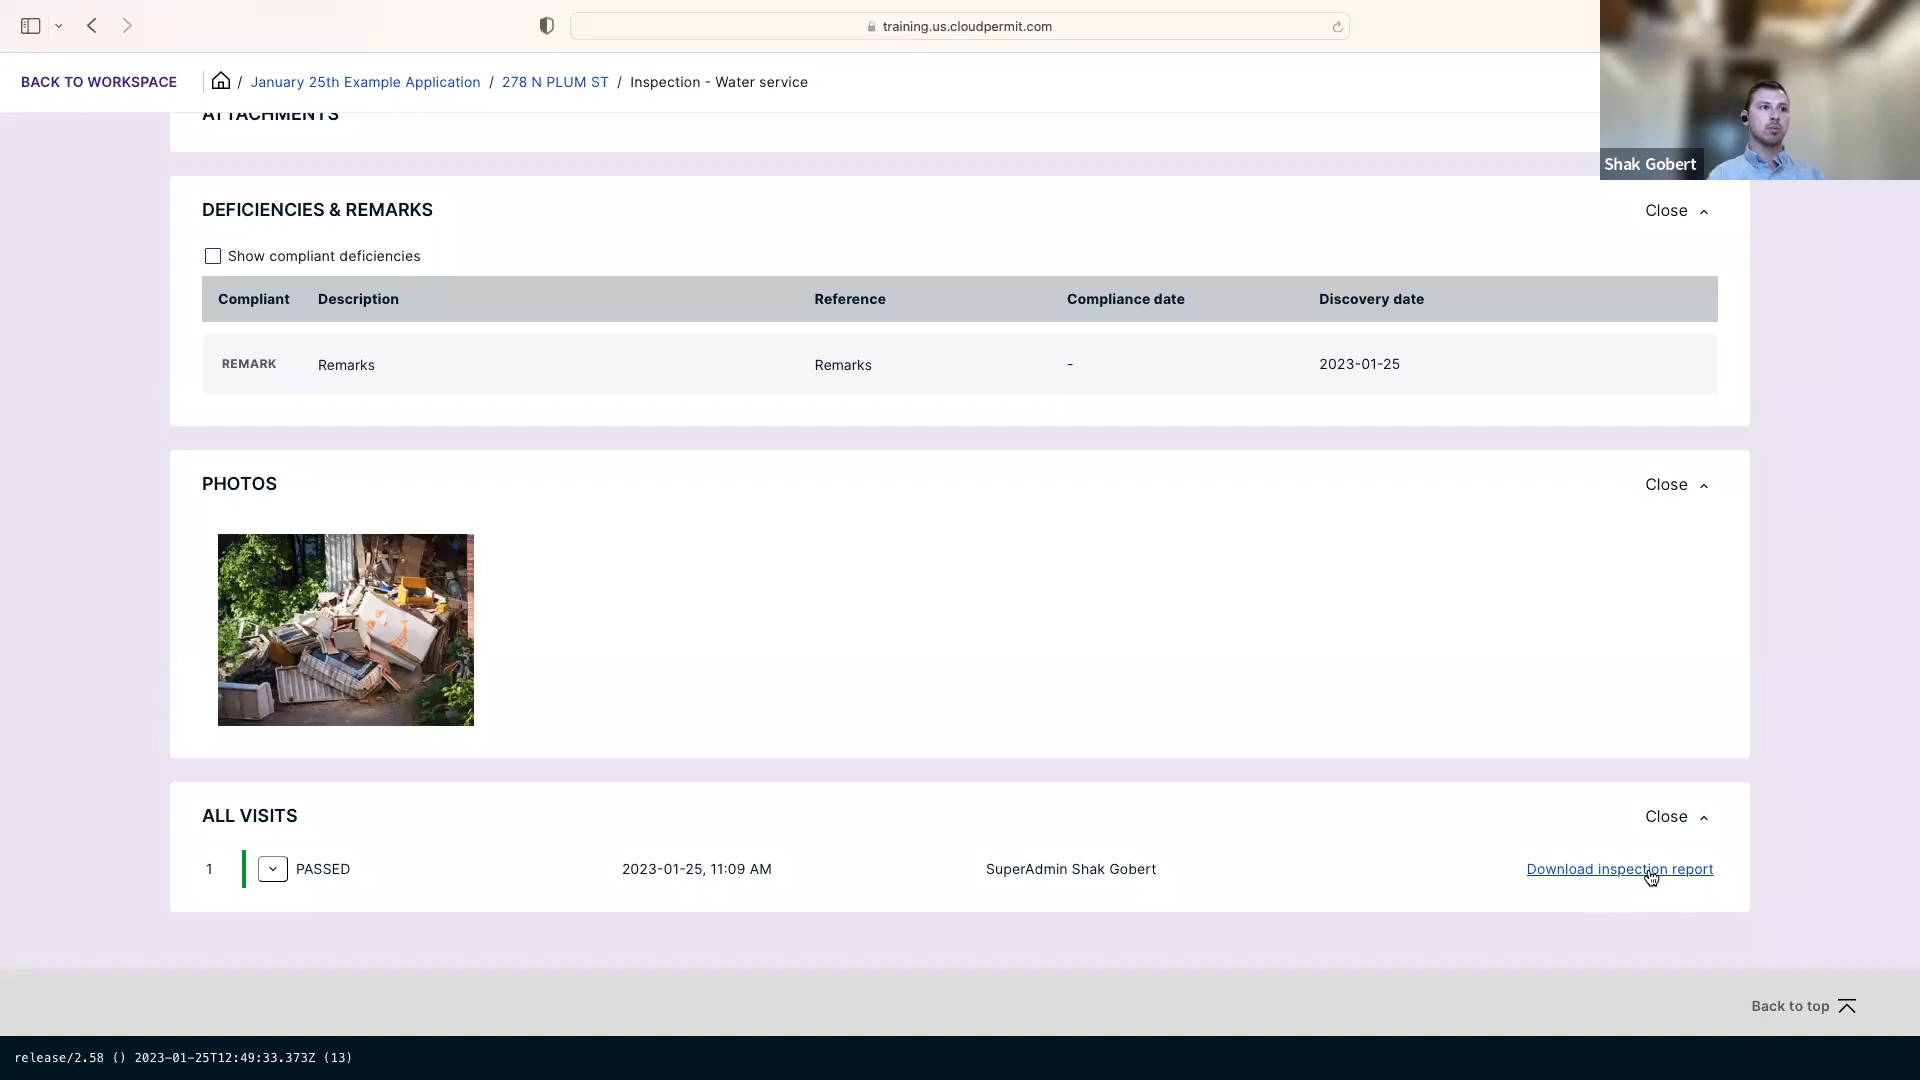 training.us.cloudpermit.com
BACK TO WORKSPACE / January 25th Example Application / 278 N PLUM ST / Inspection - Water service
Shak Gobert
ATTACHMENTS
DEFICIENCIES & REMARKS Close
Show compliant deficiencies
Compliant Description Reference Compliance date Discovery date
REMARK Remarks Remarks - 2023-01-25
PHOTOS Close
ALL VISITS Close
1 PASSED 2023-01-25, 11:09 AM SuperAdmin Shak Gobert Download inspection report
Back to top
release/2.58 () 2023-01-25T12:49:33.373Z (13)